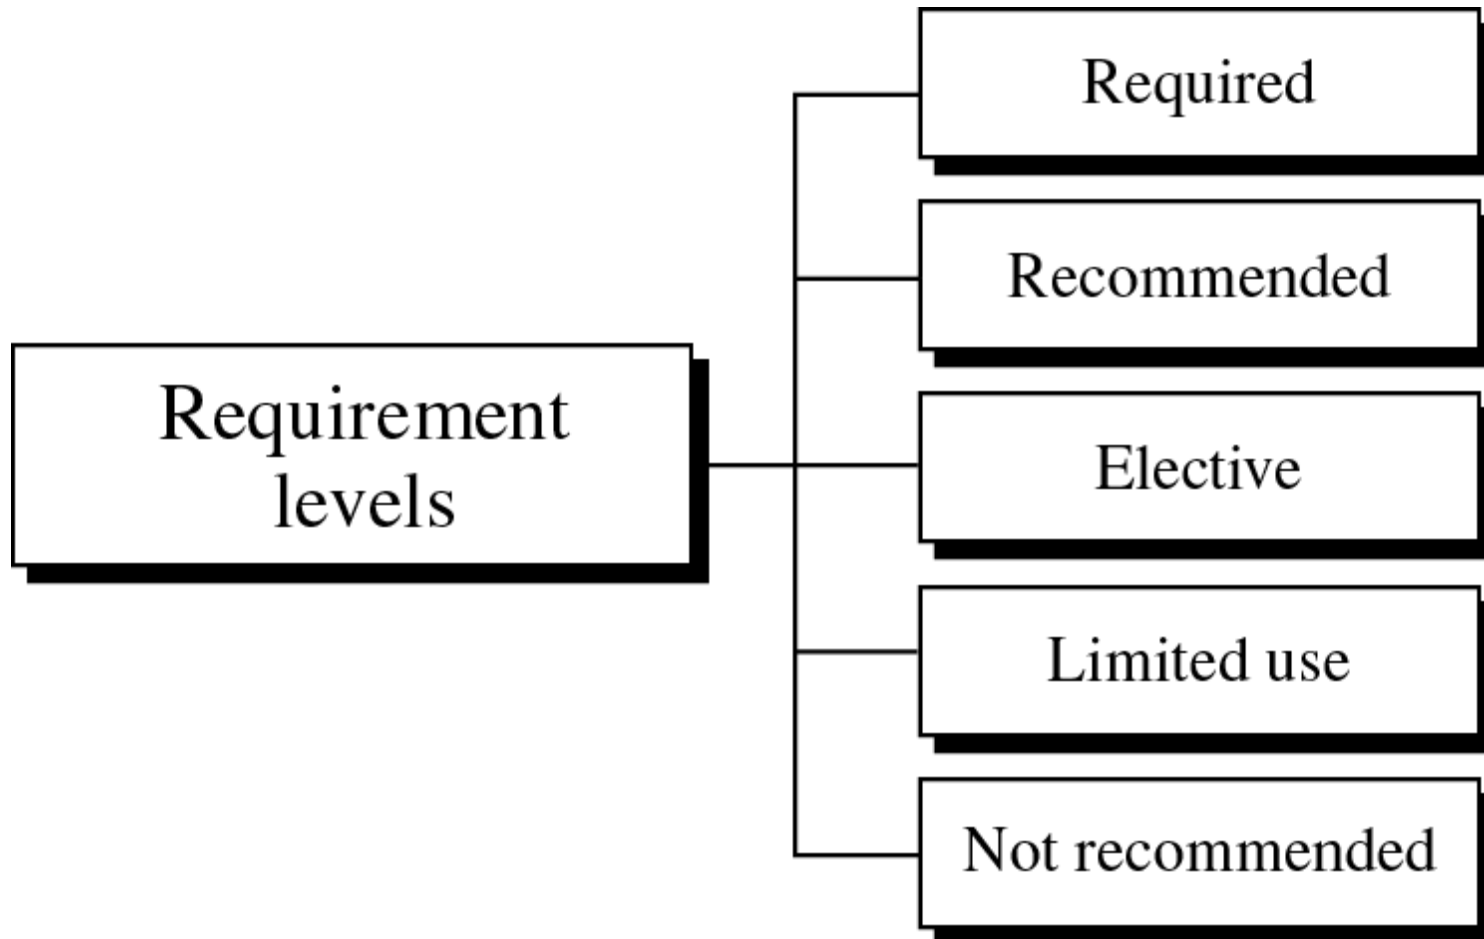 Requirement
levels
Required
Recommended
Elective
Limited use
Not recommended